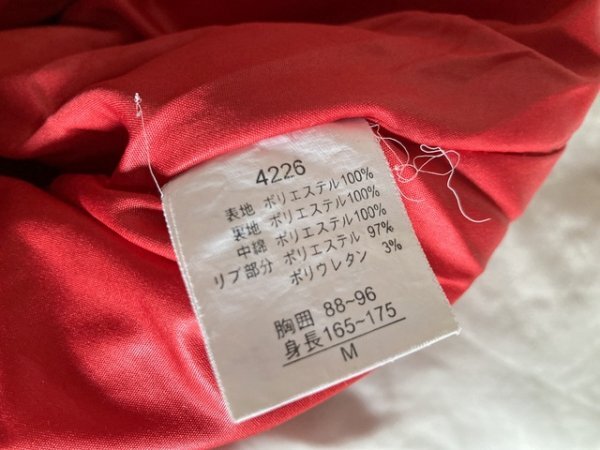 4226
表地 ポリエステル100%
裏地 ポリエステル100%
中綿 ポリエステル100%
リブ部分 ポリエステル 97%
ポリウレタン 3%
胸囲 88~96
身長165~175
M